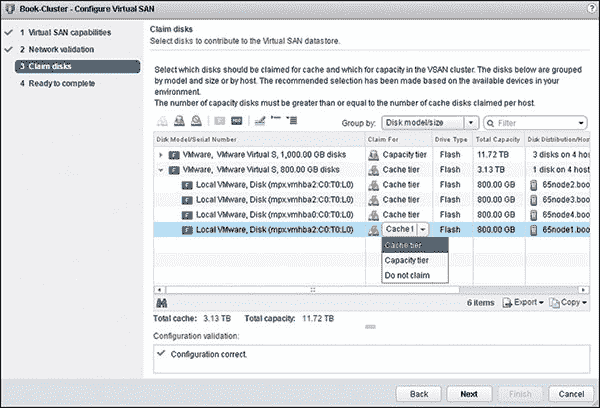 Book-Cluster - Configure Virtual SAN
?
1 Virtual SAN capabilities
2 Network validation
3 Claim disks
4 Ready to complete
Claim disks
Select disks to contribute to the Virtual SAN datastore.
Select which disks should be claimed for cache and which for capacity in the VSAN cluster. The disks below are grouped
by model and size or by host. The recommended selection has been made based on the available devices in your
environment.
The number of capacity disks must be greater than or equal to the number of cache disks claimed per host.
Group by: Disk model/size Filter
Disk Model/Serial Number Claim For Drive Type Total Capacity Disk Distribution/Host
VMware, VMware Virtual S, 1,000.00 GB disks Capacity tier Flash 11.72 TB 3 disks on 4 host
VMware, VMware Virtual S, 800.00 GB disks Cache tier Flash 3.13 TB 1 disk on 4 hosts
F Local VMware, Disk (mpx.vmhba2:C0:T0:L0) Cache tier Flash 800.00 GB 65node2.boo
F Local VMware, Disk (mpx.vmhba2:C0:T0:L0) Cache tier Flash 800.00 GB 65node3.boo
F Local VMware, Disk (mpx.vmhba2:C0:T0:L0) Cache tier Flash 800.00 GB 65node4.boo
F Local VMware, Disk (mpx.vmhba2:C0:T0:L0) Cache t Flash 800.00 GB 65node1.boo
Cache tier
Capacity tier
Do not claim
6 items Export Copy
Total cache: 3.13 TB Total capacity: 11.72 TB
Configuration validation:
Configuration correct.
Back Next Finish Cancel